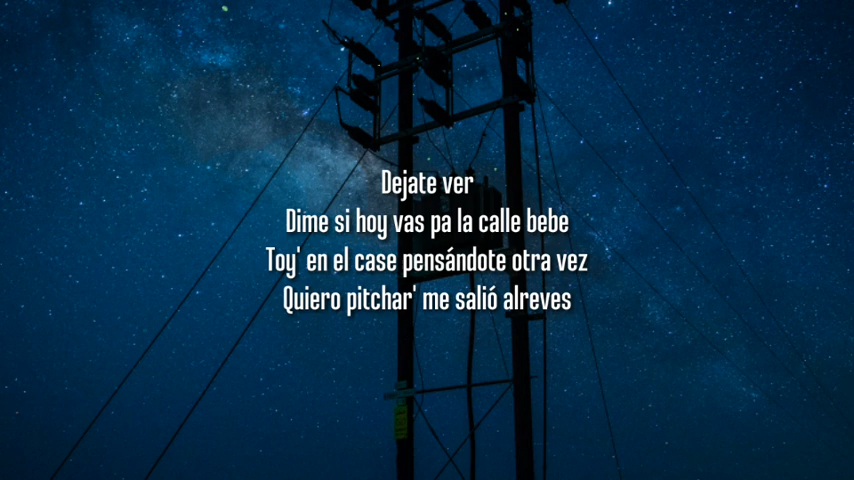 Dejate ver
Dime si hoy vas pa la calle bebe
Toy' en el case pensándote otra vez
Quiero pitchar' me salió alreves